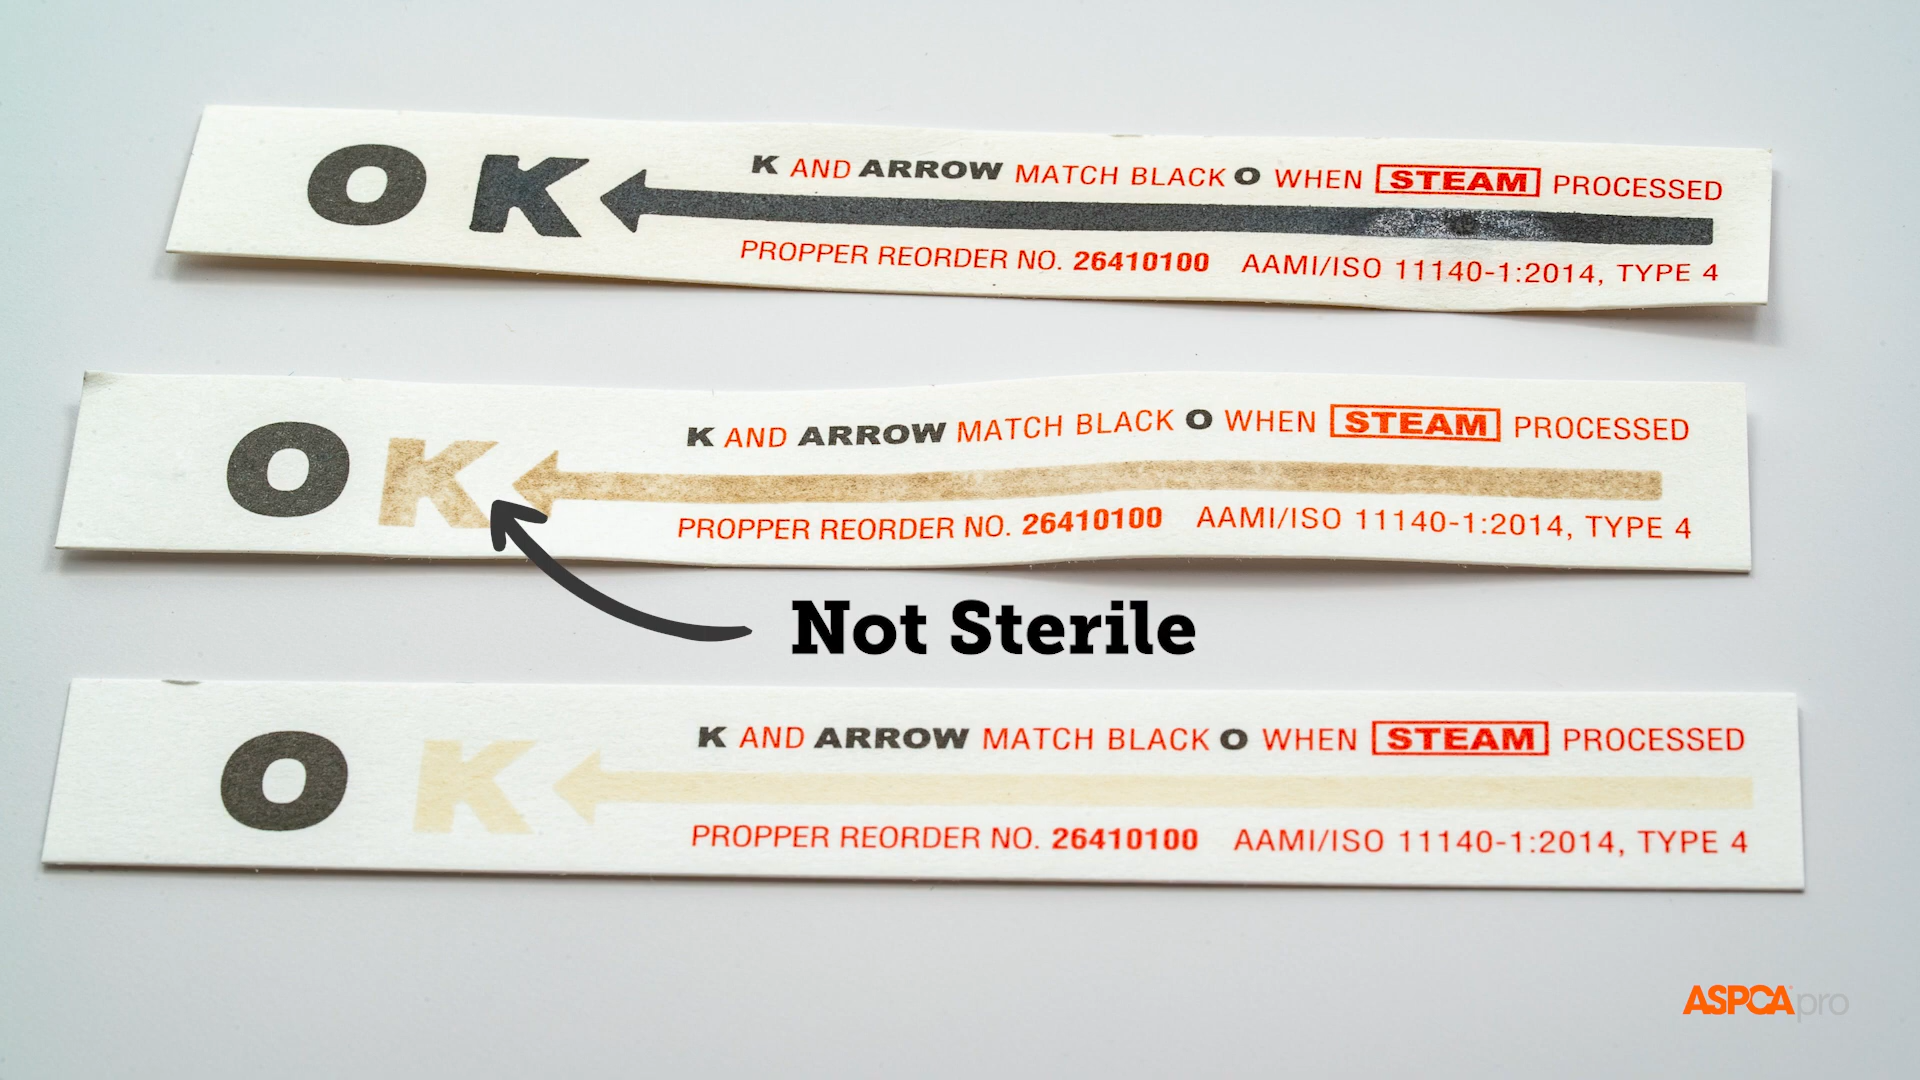 K AND ARROW MATCH BLACK O WHEN STEAM PROCESSED
O K
PROPPER REORDER NO. 26410100 AAMI/ISO 11140-1:2014, TYPE 4
K AND ARROW MATCH BLACK O WHEN STEAM PROCESSED
O K
PROPPER REORDER NO. 26410100 AAMI/ISO 11140-1:2014, TYPE 4
Not Sterile
K AND ARROW MATCH BLACK O WHEN STEAM PROCESSED
O K
PROPPER REORDER NO. 26410100 AAMI/ISO 11140-1:2014, TYPE 4
ASPCApro